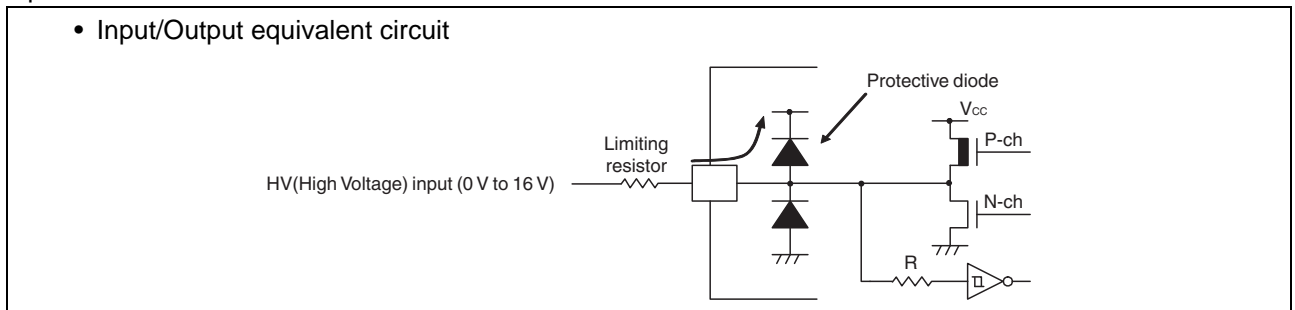 • Input/Output equivalent circuit
Protective diode
Vcc
P-ch
Limiting
resistor
HV(High Voltage) input (0 V to 16 V)
N-ch
R